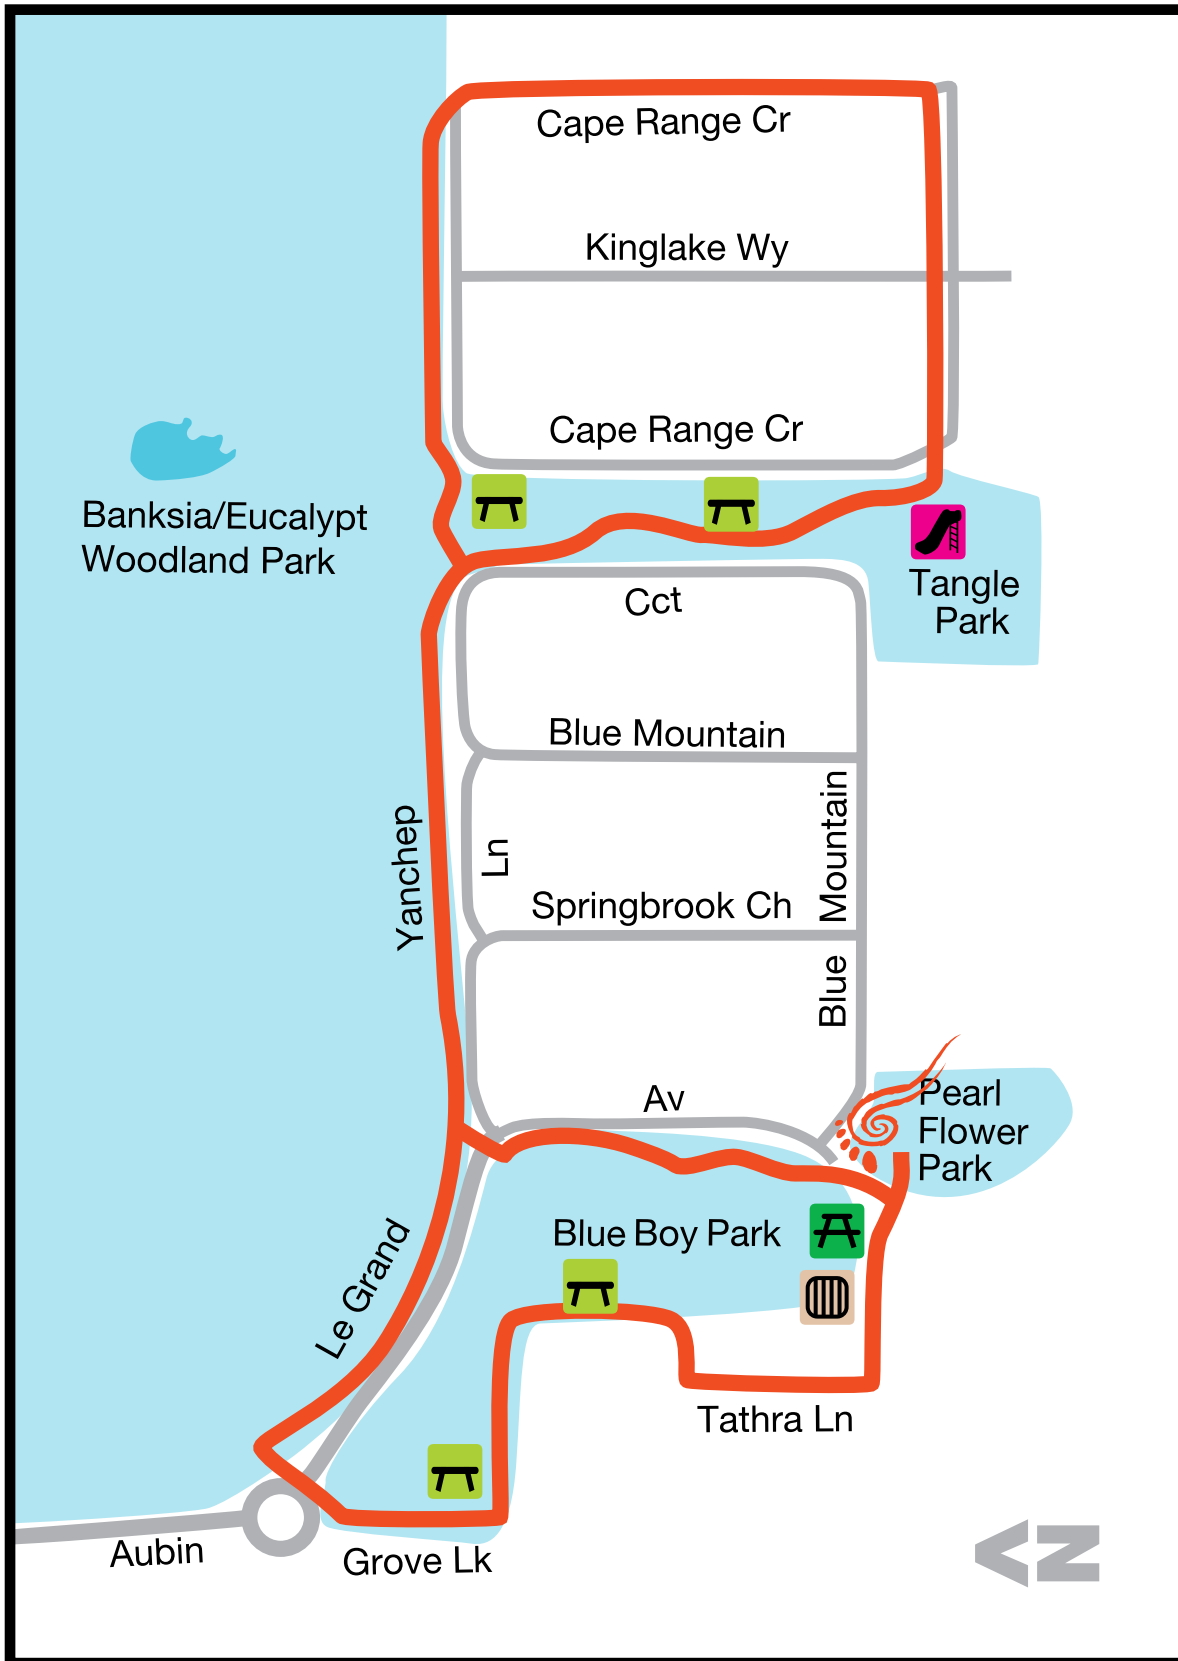 Cape Range Cr
Kinglake Wy
Cape Range Cr
Banksia/Eucalypt
Woodland Park
Tangle
Park
Cct
Blue Mountain
Yanchep
Ln
Mountain
Springbrook Ch
Blue
Av
Pearl
Flower
Park
Le Grand
Blue Boy Park
Tathra Ln
Aubin
Grove Lk
N